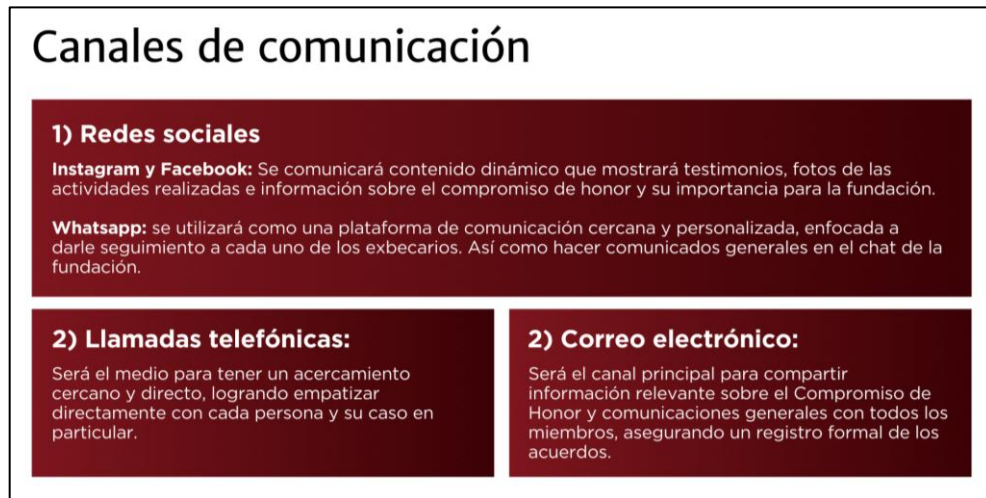 Canales de comunicación
1) Redes sociales
Instagram y Facebook: Se comunicará contenido dinámico que mostrará testimonios, fotos de las
actividades realizadas e información sobre el compromiso de honor y su importancia para la fundación.
Whatsapp: se utilizará como una plataforma de comunicación cercana y personalizada, enfocada a
darle seguimiento a cada uno de los exbecarios. Así como hacer comunicados generales en el chat de la
fundación.
2) Llamadas telefónicas:
Será el medio para tener un acercamiento
cercano y directo, logrando empatizar
directamente con cada persona y su caso en
particular.
2) Correo electrónico:
Será el canal principal para compartir
información relevante sobre el Compromiso de
Honor y comunicaciones generales con todos los
miembros, asegurando un registro formal de los
acuerdos.